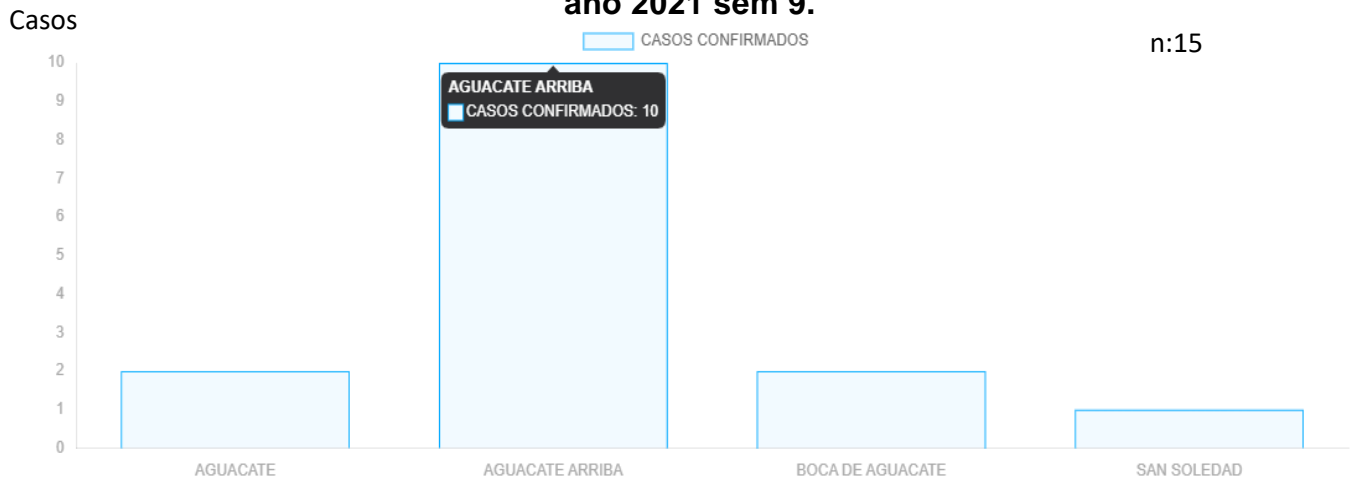 año 2021 sem 9.
Casos
CASOS CONFIRMADOS
n:15
10
AGUACATE ARRIBA
CASOS CONFIRMADOS: 10
9
8
7
6
5
4
3
2
1
0
AGUACATE
AGUACATE ARRIBA
BOCA DE AGUACATE
SAN SOLEDAD